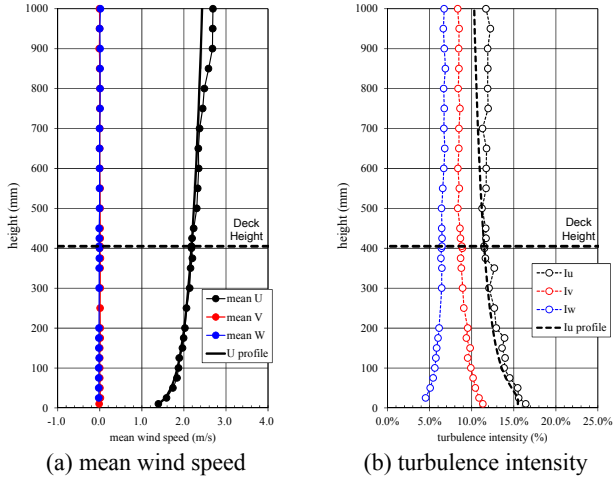 1000
900
800
700
600
500
400
300
200
100
0
height (mm)
Deck
Height
mean U
mean V
mean W
U profile
-1.0
0.0
1.0
2.0
3.0
4.0
mean wind speed (m/s)
(a) mean wind speed
1000
900
800
700
600
500
400
300
200
100
0
height (mm)
Deck
Height
Iu
Iv
Iw
Iu profile
0.0%
5.0%
10.0%
15.0%
20.0%
25.0%
turbulence intensity (%)
(b) turbulence intensity